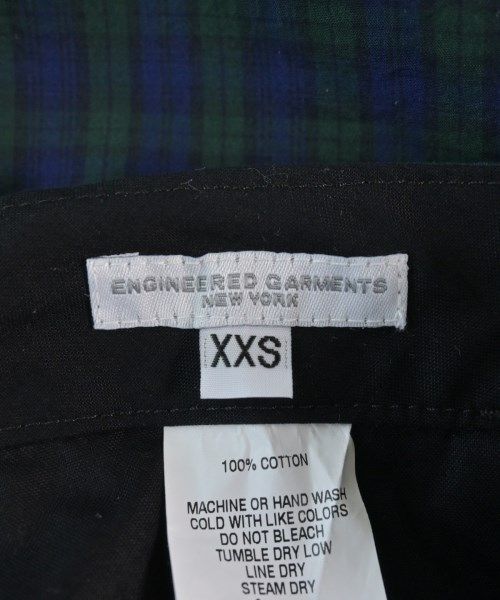 ENGINEERED GARMENTS
NEW YORK
XXS
100% COTTON
MACHINE OR HAND WASH
COLD WITH LIKE COLORS
DO NOT BLEACH
TUMBLE DRY LOW
LINE DRY
STEAM DRY